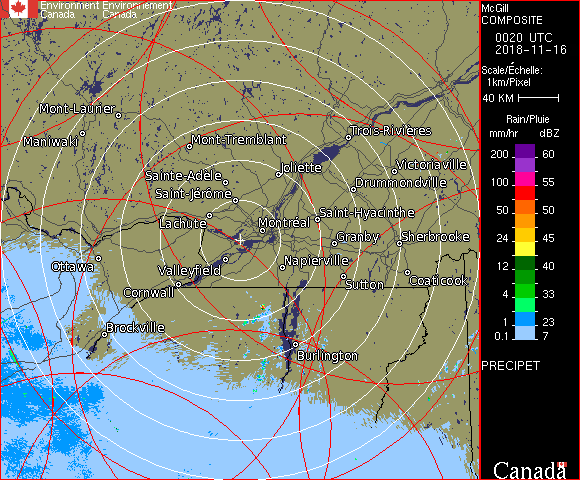 Environment Environnement
Canada Canada
McGill
COMPOSITE
0020 UTC
2018-11-16
Scale/Échelle:
1km/Pixel
40 KM
Rain/Pluie
mm/hr dBZ
200 60
155
100 55
50 50
24 45
12 40
4 33
1 23
0.1 7
PRECIPET
Canada
Mont-Laurier
Maniwaki
Mont-Tremblant
Trois-Rivières
Joliette
Victoriaville
Sainte-Adèle
Drummondville
Saint-Jérôme
Saint-Hyacinthe
Lachute
Montréal
Granby
Sherbrooke
Ottawa
Valleyfield
Napierville
Cornwall
Sutton
Coaticook
Brockville
Burlington